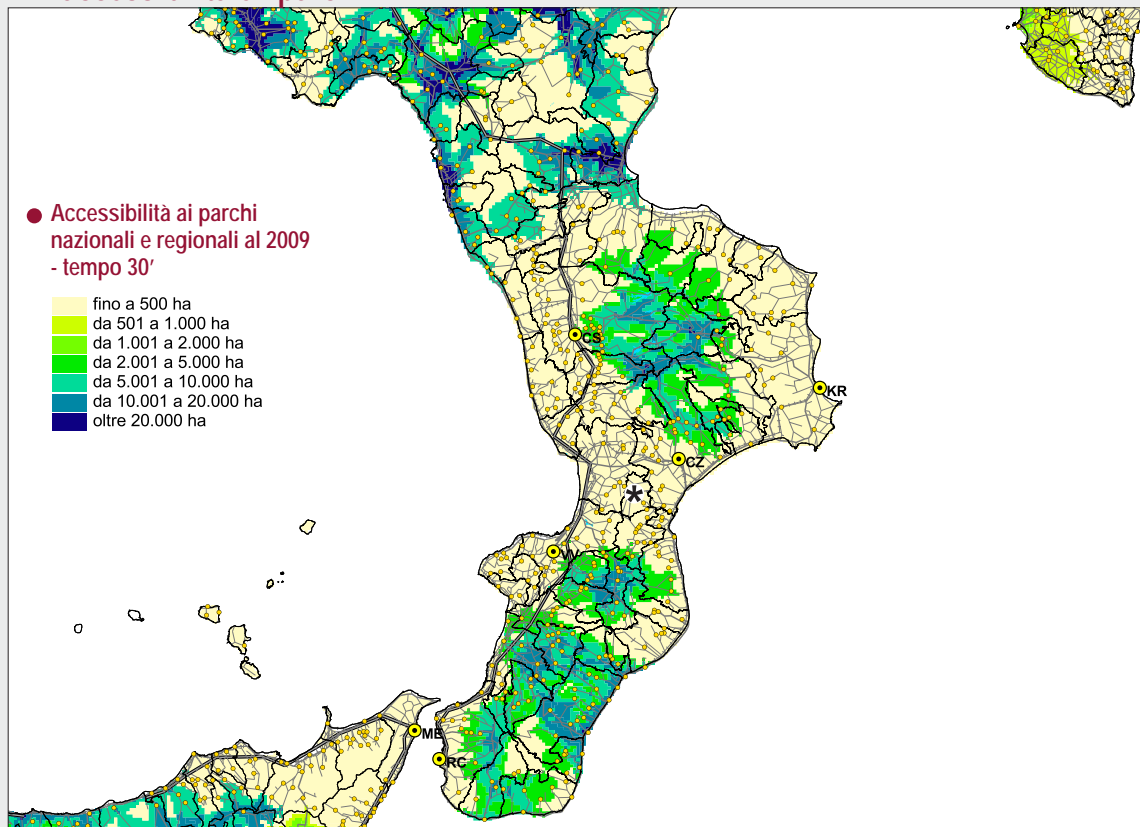 ● Accessibilità ai parchi
nazionali e regionali al 2009
- tempo 30'
fino a 500 ha
da 501 a 1.000 ha
da 1.001 a 2.000 ha
da 2.001 a 5.000 ha
da 5.001 a 10.000 ha
da 10.001 a 20.000 ha
oltre 20.000 ha
CS
KR
CZ
*
VV
ME
RC